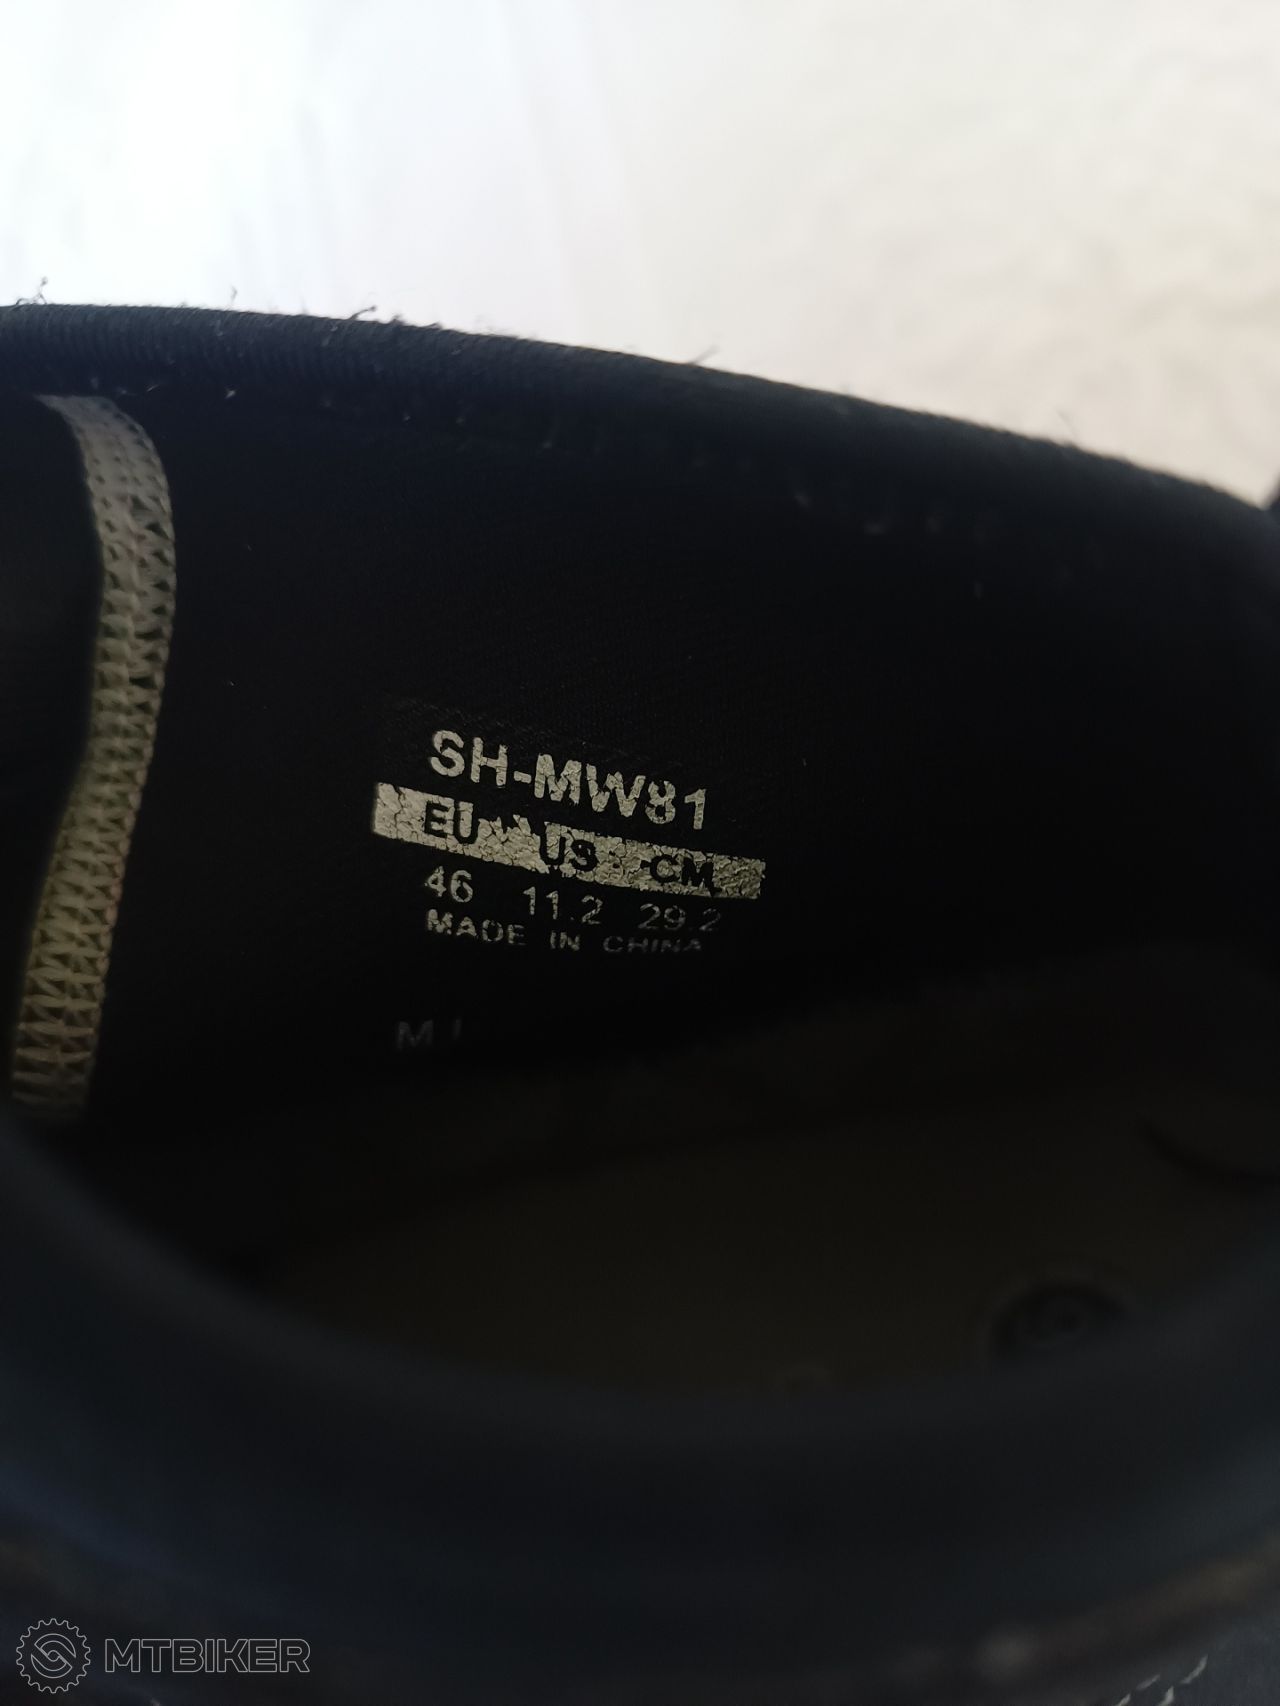 SH-MW81
EU US CM
46 11.2 29.2
MADE IN CHINA
MTBIKER